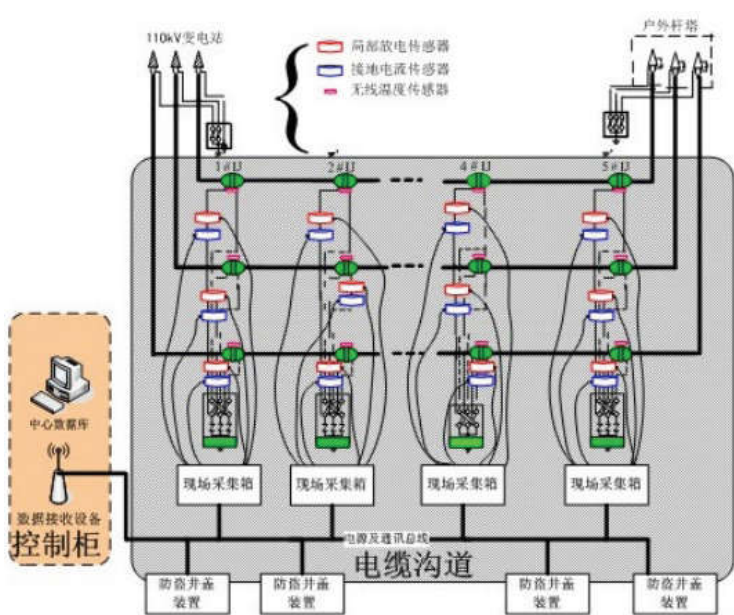 110kV变电站
局部放电传感器
接地电流传感器
无线温度传感器
户外杆塔
1#IJ
2#IJ
4#IJ
5#IJ
中心数据库
数据接收设备
控制柜
现场采集箱
现场采集箱
现场采集箱
现场采集箱
电源及通讯总线
电缆沟道
防盗井盖
装置
防盗井盖
装置
防盗井盖
装置
防盗井盖
装置